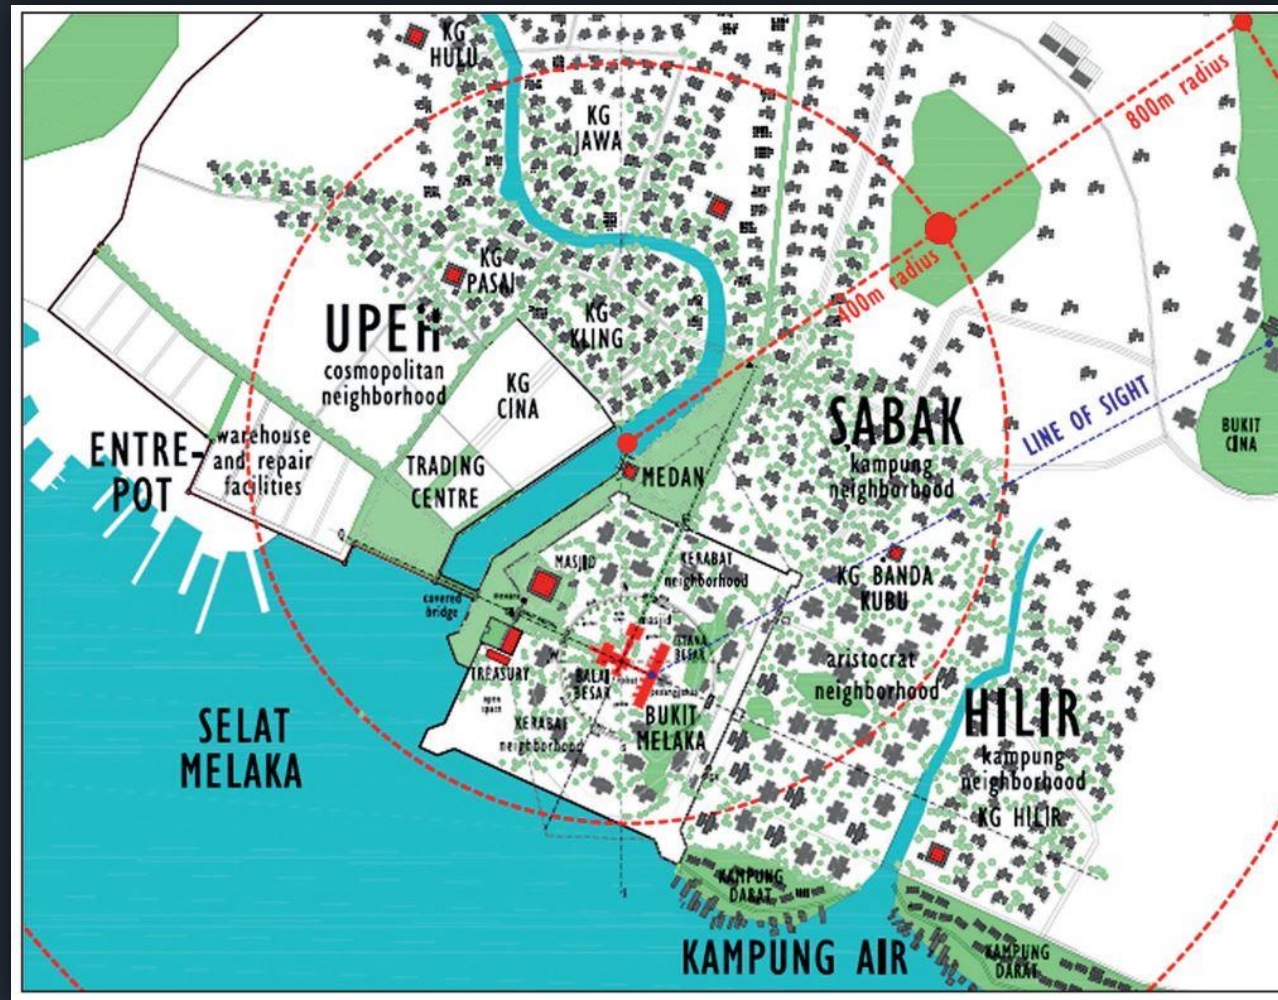 KG
HULU
KG
JAWA
800m radius
KG
PASAI
400m radius
KG
KLING
UPEH
cosmopolitan
neighborhood
KG
CINA
LINE OF SIGHT
SABAK
kampung
neighborhood
BUKIT
CINA
ENTRE-
POT
warehouse
and repair
facilities
TRADING
CENTRE
MEDAN
MASJID
KERABAT
neighborhood
KG BANDA
KUBU
covered
bridge
masjid
ISTANA
BESAR
aristocrat
neighborhood
TREASURY
BALAI
BESAR
open
space
KERABAT
neighborhood
BUKIT
MELAKA
HILIR
kampung
neighborhood
KG HILIR
SELAT
MELAKA
KAMPUNG
DARAT
KAMPUNG AIR
KAMPUNG
DARAT